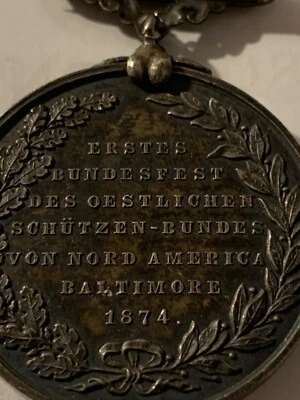 ERSTES
BUNDESFEST
DES OESTLICHEN
SCHÜTZEN-BUNDES
VON NORD AMERICA
BALTIMORE
1874.